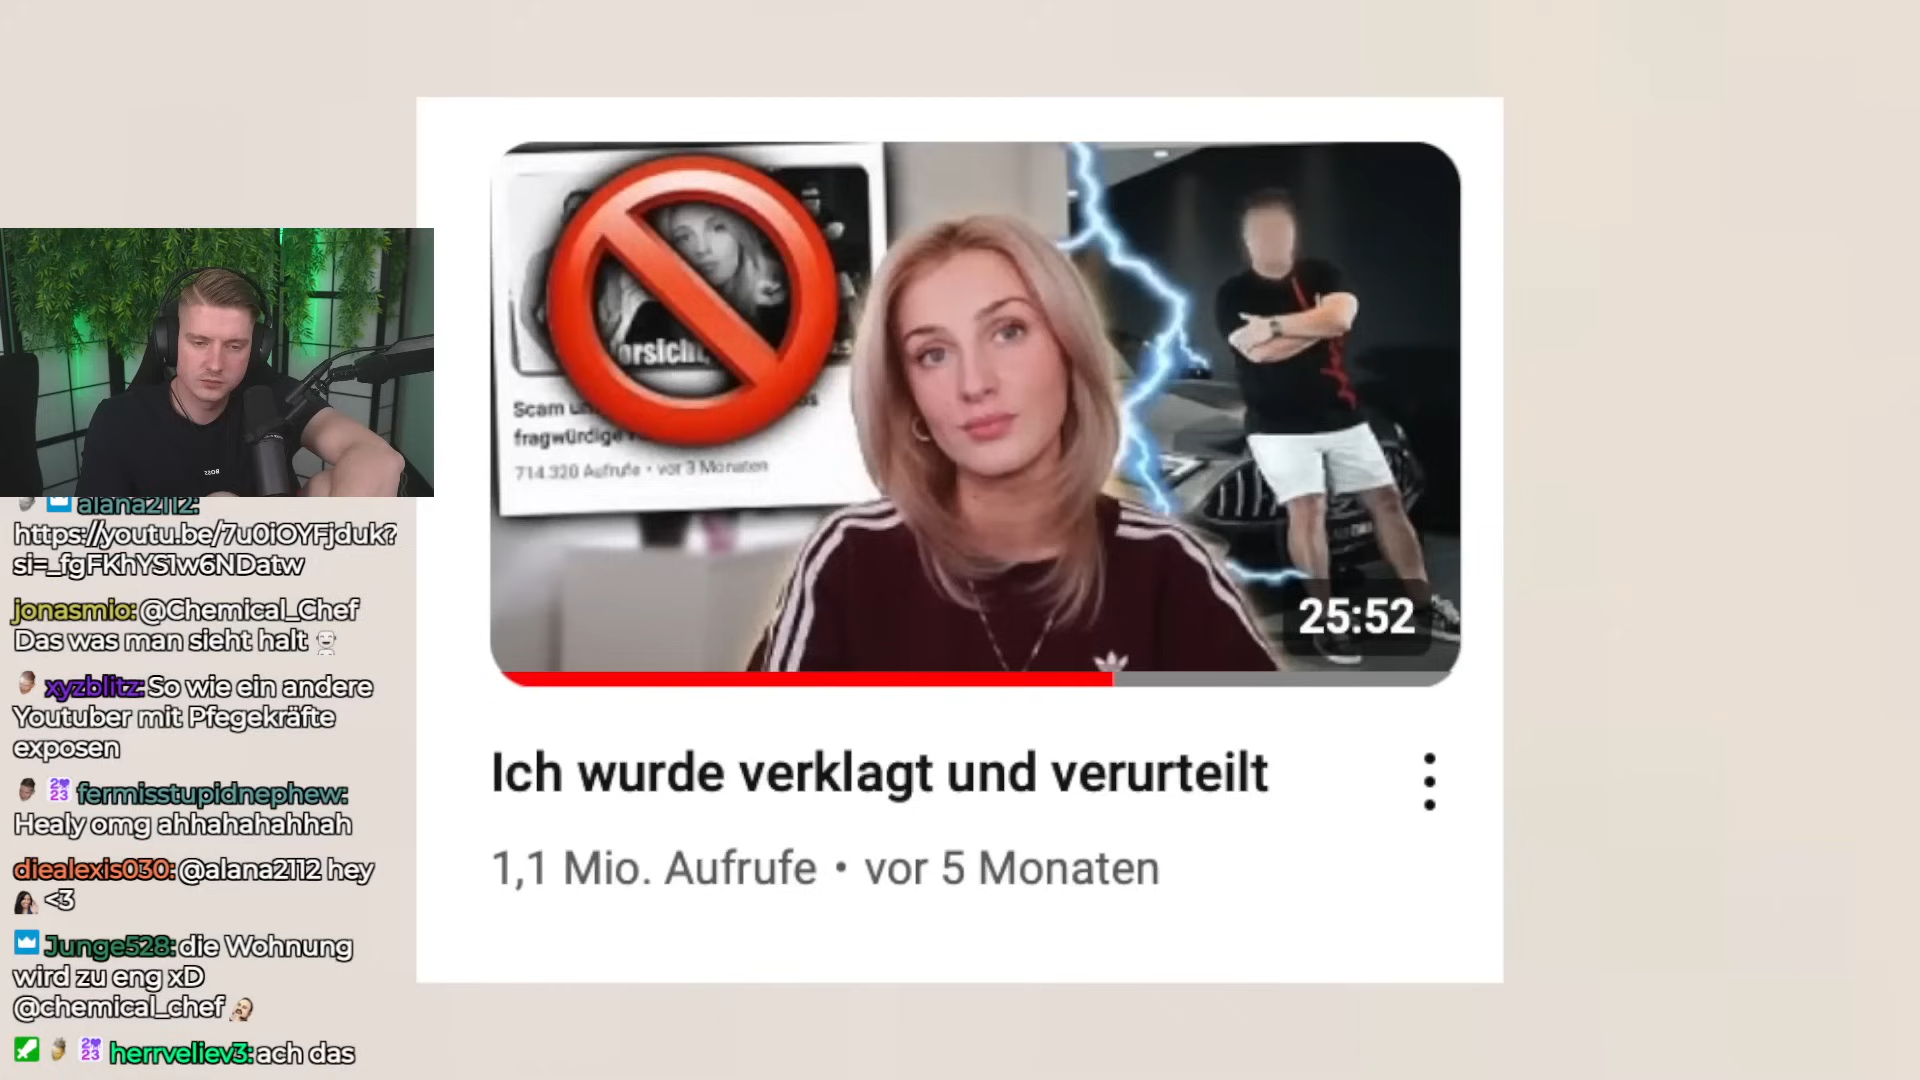 alana2112:
https://youtu.be/7u0iOYFjduk?
si=_fgFKhYS1w6NDatw
jonasmio: @Chemical_Chef
Das was man sieht halt
xyzblitz: So wie ein andere
Youtuber mit Pfegekräfte
exposen
fermisstupidnephew:
Healy omg ahhahahahhah
diealexis030: @alana2112 hey
<3
Junge528: die Wohnung
wird zu eng xD
@chemical_chef
herrveliev3: ach das
BOSS
Scam
fragwürdige
714.320 Aufrufe • vor 3 Monaten
25:52
Ich wurde verklagt und verurteilt
1,1 Mio. Aufrufe • vor 5 Monaten